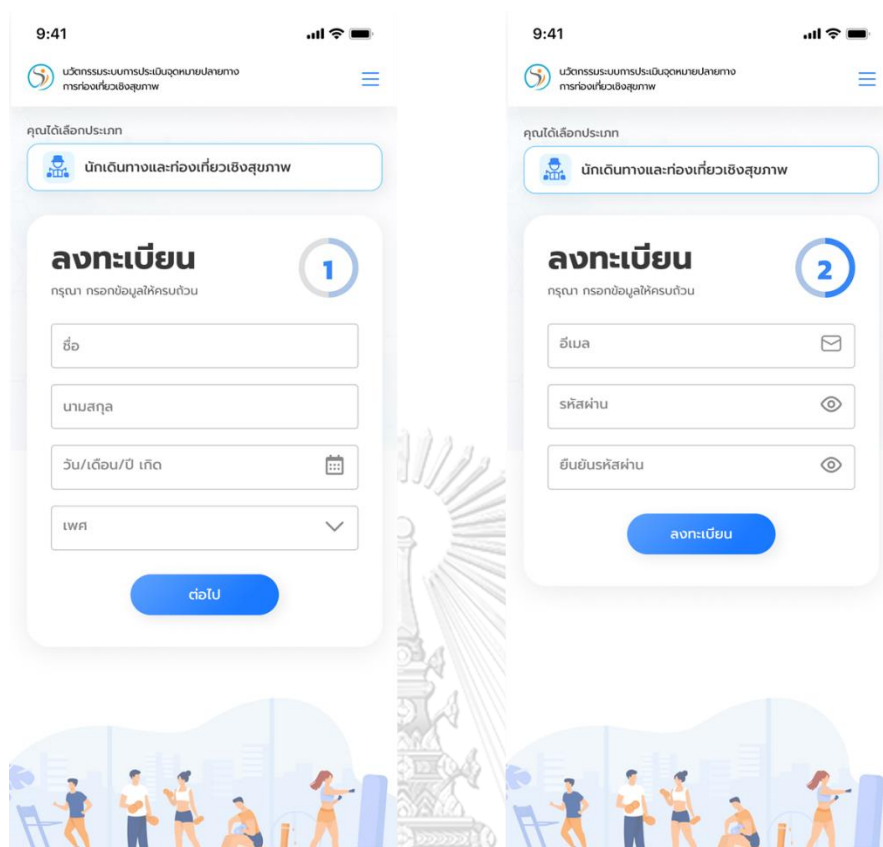 9:41
นวัตกรรมระบบการประเมินจุดหมายปลายทาง
การท่องเที่ยวเชิงสุขภาพ
คุณได้เลือกประเภท
นักเดินทางและท่องเที่ยวเชิงสุขภาพ
ลงทะเบียน
1
กรุณา กรอกข้อมูลให้ครบถ้วน
ชื่อ
นามสกุล
วัน/เดือน/ปี เกิด
เพศ
ต่อไป
9:41
นวัตกรรมระบบการประเมินจุดหมายปลายทาง
การท่องเที่ยวเชิงสุขภาพ
คุณได้เลือกประเภท
นักเดินทางและท่องเที่ยวเชิงสุขภาพ
ลงทะเบียน
2
กรุณา กรอกข้อมูลให้ครบถ้วน
อีเมล
รหัสผ่าน
ยืนยันรหัสผ่าน
ลงทะเบียน